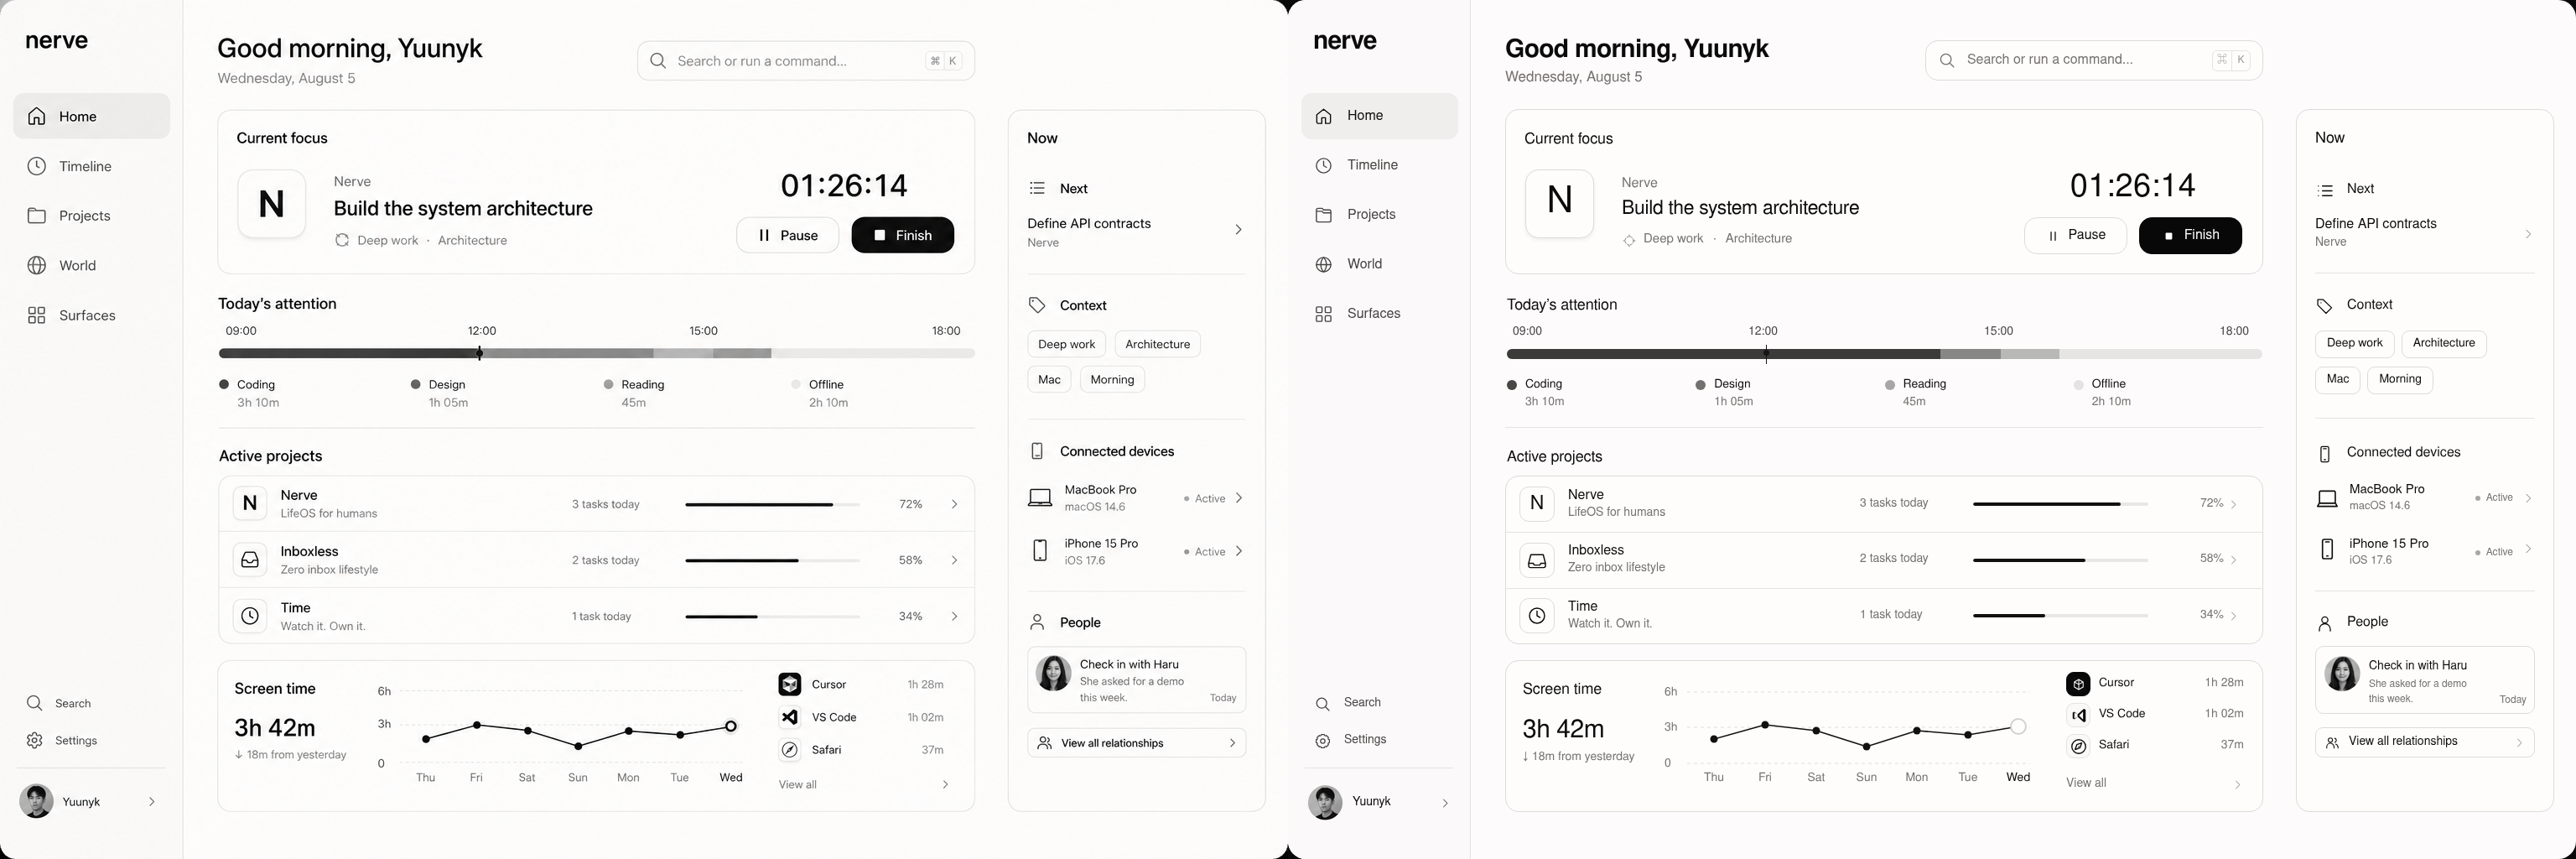 nerve
Home
Timeline
Projects
World
Surfaces
Search
Settings
Yuunyk
Good morning, Yuunyk
Wednesday, August 5
Search or run a command...
⌘ K
Current focus
N
Nerve
Build the system architecture
Deep work · Architecture
01:26:14
Pause
Finish
Today's attention
09:00 12:00 15:00 18:00
Coding Design Reading Offline
3h 10m 1h 05m 45m 2h 10m
Active projects
N
Nerve
LifeOS for humans
3 tasks today
72%
Inboxless
Zero inbox lifestyle
2 tasks today
58%
Time
Watch it. Own it.
1 task today
34%
Screen time
3h 42m
↓ 18m from yesterday
6h
3h
0
Thu Fri Sat Sun Mon Tue Wed
Cursor 1h 28m
VS Code 1h 02m
Safari 37m
View all
Now
Next
Define API contracts
Nerve
Context
Deep work Architecture
Mac Morning
Connected devices
MacBook Pro
macOS 14.6
Active
iPhone 15 Pro
iOS 17.6
Active
People
Check in with Haru
She asked for a demo
this week.
Today
View all relationships
nerve
Home
Timeline
Projects
World
Surfaces
Search
Settings
Yuunyk
Good morning, Yuunyk
Wednesday, August 5
Search or run a command...
⌘ K
Current focus
N
Nerve
Build the system architecture
Deep work · Architecture
01:26:14
Pause
Finish
Today's attention
09:00 12:00 15:00 18:00
Coding Design Reading Offline
3h 10m 1h 05m 45m 2h 10m
Active projects
N
Nerve
LifeOS for humans
3 tasks today
72%
Inboxless
Zero inbox lifestyle
2 tasks today
58%
Time
Watch it. Own it.
1 task today
34%
Screen time
3h 42m
↓ 18m from yesterday
6h
3h
0
Thu Fri Sat Sun Mon Tue Wed
Cursor 1h 28m
VS Code 1h 02m
Safari 37m
View all
Now
Next
Define API contracts
Nerve
Context
Deep work Architecture
Mac Morning
Connected devices
MacBook Pro
macOS 14.6
Active
iPhone 15 Pro
iOS 17.6
Active
People
Check in with Haru
She asked for a demo
this week.
Today
View all relationships